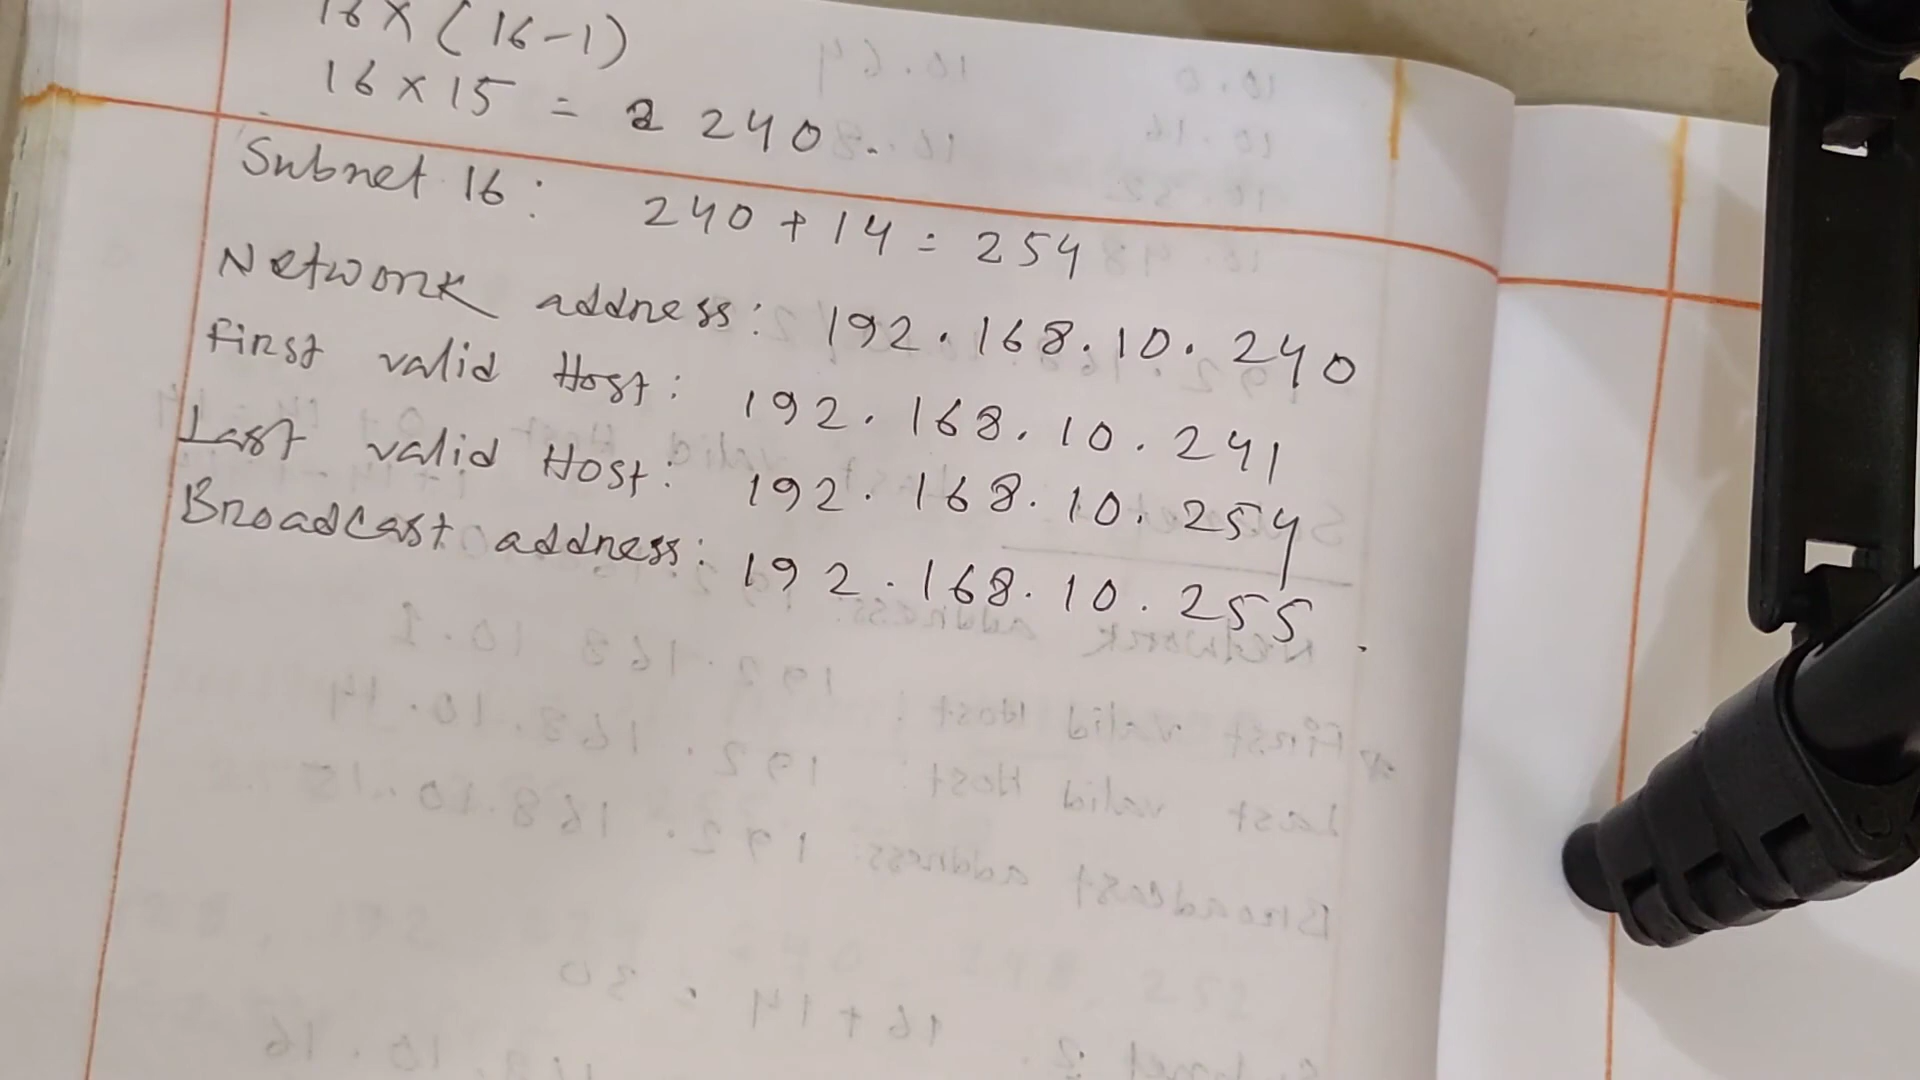 16 × (16-1)
16 × 15 = 240.
Subnet 16: 240 + 14 = 254
Network address: 192.168.10.240
First valid Host: 192.168.10.241
Last valid Host: 192.168.10.254
Broadcast address: 192.168.10.255.